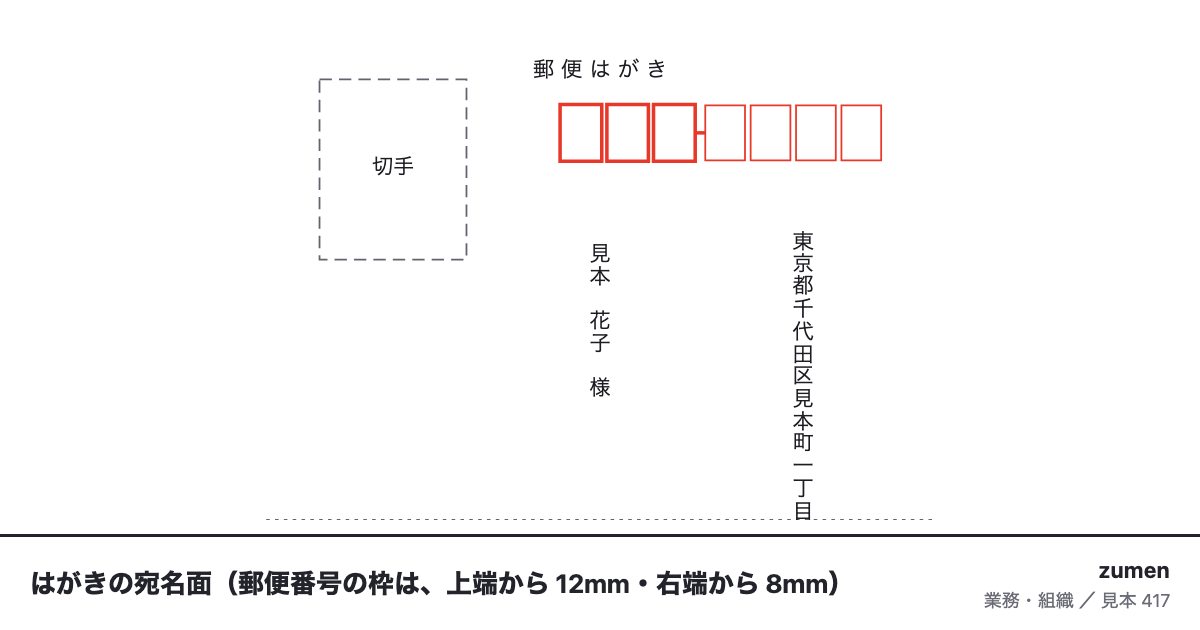 郵便はがき
切手
東京都千代田区見本町一丁目
見本　花子　様
はがきの宛名面（郵便番号の枠は、上端から 12mm・右端から 8mm）
zumen
業務・組織 ／ 見本 417